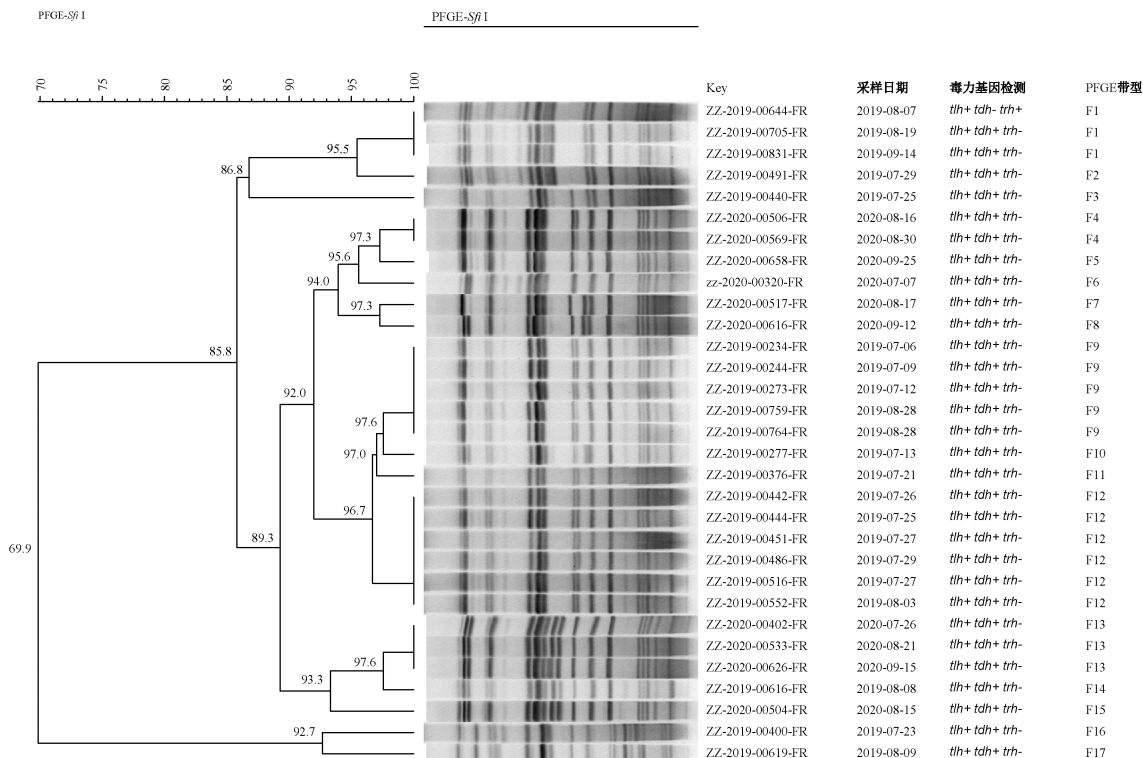 PFGE-Sfi I
PFGE-Sfi I
70 75 80 85 90 95 100
Key 采样日期 毒力基因检测 PFGE带型
ZZ-2019-00644-FR 2019-08-07 tlh+ tdh- trh+ F1
ZZ-2019-00705-FR 2019-08-19 tlh+ tdh+ trh- F1
95.5 ZZ-2019-00831-FR 2019-09-14 tlh+ tdh+ trh- F1
86.8 ZZ-2019-00491-FR 2019-07-29 tlh+ tdh+ trh- F2
ZZ-2019-00440-FR 2019-07-25 tlh+ tdh+ trh- F3
ZZ-2020-00506-FR 2020-08-16 tlh+ tdh+ trh- F4
97.3 ZZ-2020-00569-FR 2020-08-30 tlh+ tdh+ trh- F4
95.6 ZZ-2020-00658-FR 2020-09-25 tlh+ tdh+ trh- F5
94.0 zz-2020-00320-FR 2020-07-07 tlh+ tdh+ trh- F6
97.3 ZZ-2020-00517-FR 2020-08-17 tlh+ tdh+ trh- F7
ZZ-2020-00616-FR 2020-09-12 tlh+ tdh+ trh- F8
85.8 ZZ-2019-00234-FR 2019-07-06 tlh+ tdh+ trh- F9
ZZ-2019-00244-FR 2019-07-09 tlh+ tdh+ trh- F9
92.0 ZZ-2019-00273-FR 2019-07-12 tlh+ tdh+ trh- F9
ZZ-2019-00759-FR 2019-08-28 tlh+ tdh+ trh- F9
97.6 ZZ-2019-00764-FR 2019-08-28 tlh+ tdh+ trh- F9
97.0 ZZ-2019-00277-FR 2019-07-13 tlh+ tdh+ trh- F10
ZZ-2019-00376-FR 2019-07-21 tlh+ tdh+ trh- F11
ZZ-2019-00442-FR 2019-07-26 tlh+ tdh+ trh- F12
96.7 ZZ-2019-00444-FR 2019-07-25 tlh+ tdh+ trh- F12
89.3 ZZ-2019-00451-FR 2019-07-27 tlh+ tdh+ trh- F12
69.9 ZZ-2019-00486-FR 2019-07-29 tlh+ tdh+ trh- F12
ZZ-2019-00516-FR 2019-07-27 tlh+ tdh+ trh- F12
ZZ-2019-00552-FR 2019-08-03 tlh+ tdh+ trh- F12
ZZ-2020-00402-FR 2020-07-26 tlh+ tdh+ trh- F13
ZZ-2020-00533-FR 2020-08-21 tlh+ tdh+ trh- F13
97.6 ZZ-2020-00626-FR 2020-09-15 tlh+ tdh+ trh- F13
93.3 ZZ-2019-00616-FR 2019-08-08 tlh+ tdh+ trh- F14
ZZ-2020-00504-FR 2020-08-15 tlh+ tdh+ trh- F15
92.7 ZZ-2019-00400-FR 2019-07-23 tlh+ tdh+ trh- F16
ZZ-2019-00619-FR 2019-08-09 tlh+ tdh+ trh- F17